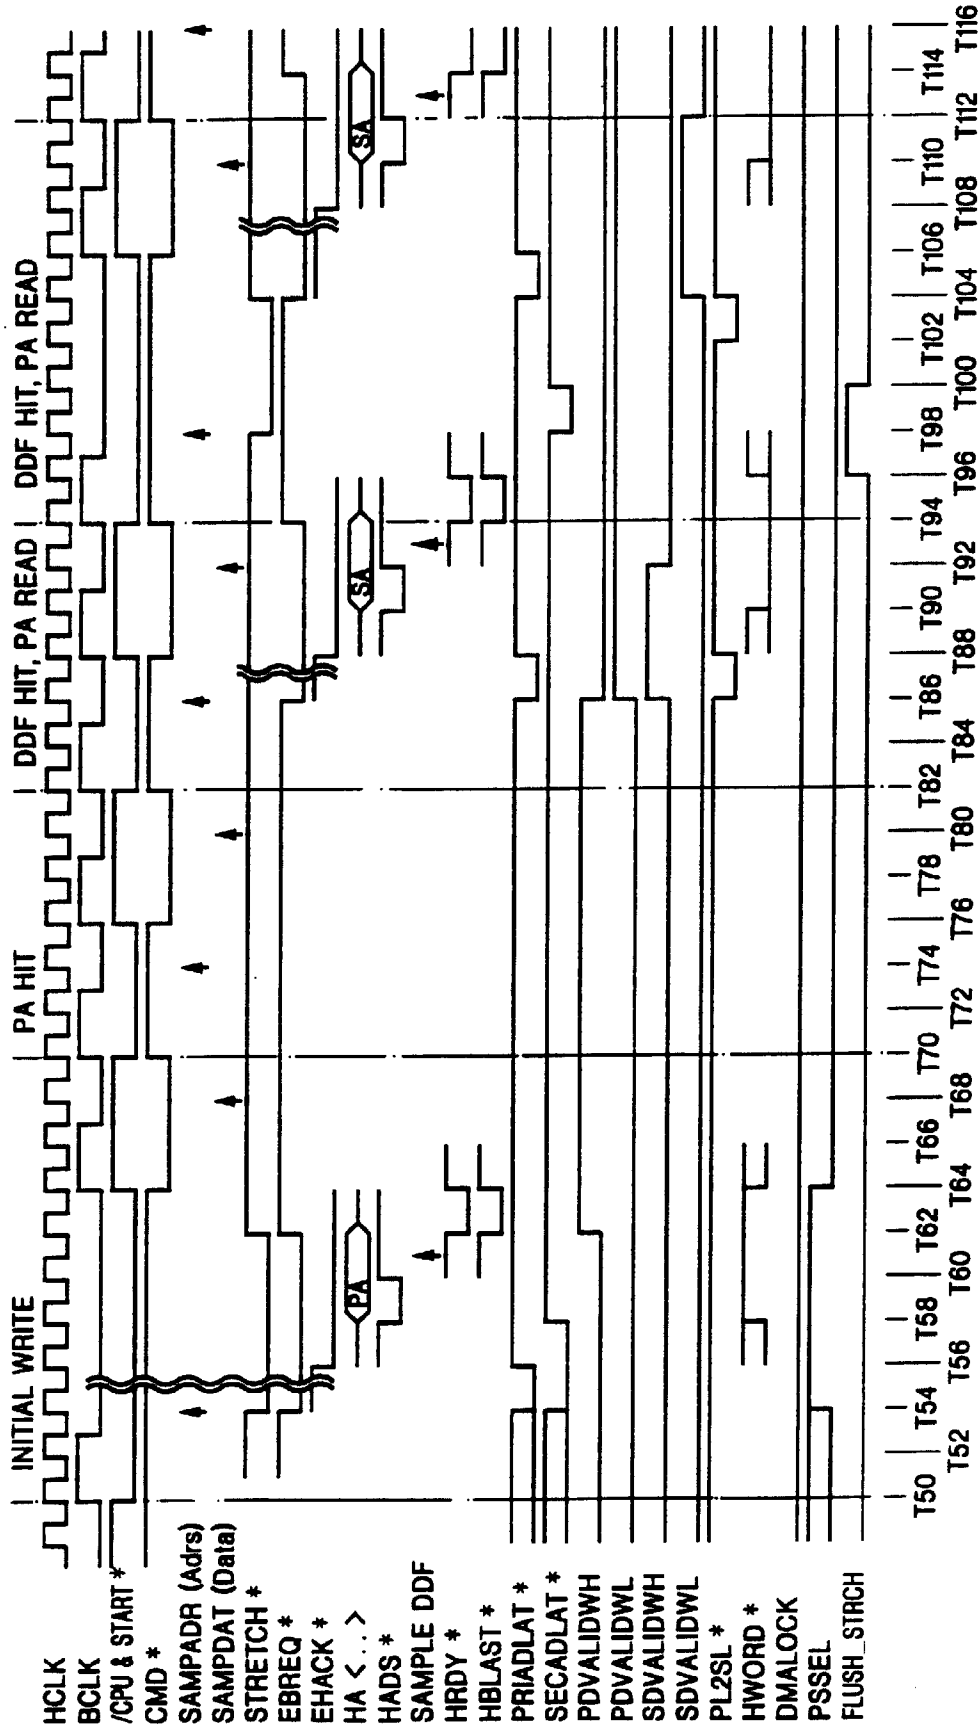 INITIAL WRITE
PA HIT
DDF HIT, PA READ
DDF HIT, PA READ
HCLK
BCLK
/CPU & START *
CMD *
SAMPADR (Adrs)
SAMPDAT (Data)
STRETCH *
EBREQ *
EHACK *
HA <..>
PA
SA
SA
HADS *
SAMPLE DDF
HRDY *
HBLAST *
PRIADLAT *
SECADLAT *
PDVALIDWH
PDVALIDWL
SDVALIDWH
SDVALIDWL
PL2SL *
HWORD *
DMALOCK
PSSEL
FLUSH_STRCH
T50 T54 T58 T62 T66 T70 T74 T78 T82 T86 T90 T94 T98 T102 T106 T110 T114
T52 T56 T60 T64 T68 T72 T76 T80 T84 T88 T92 T96 T100 T104 T108 T112 T116